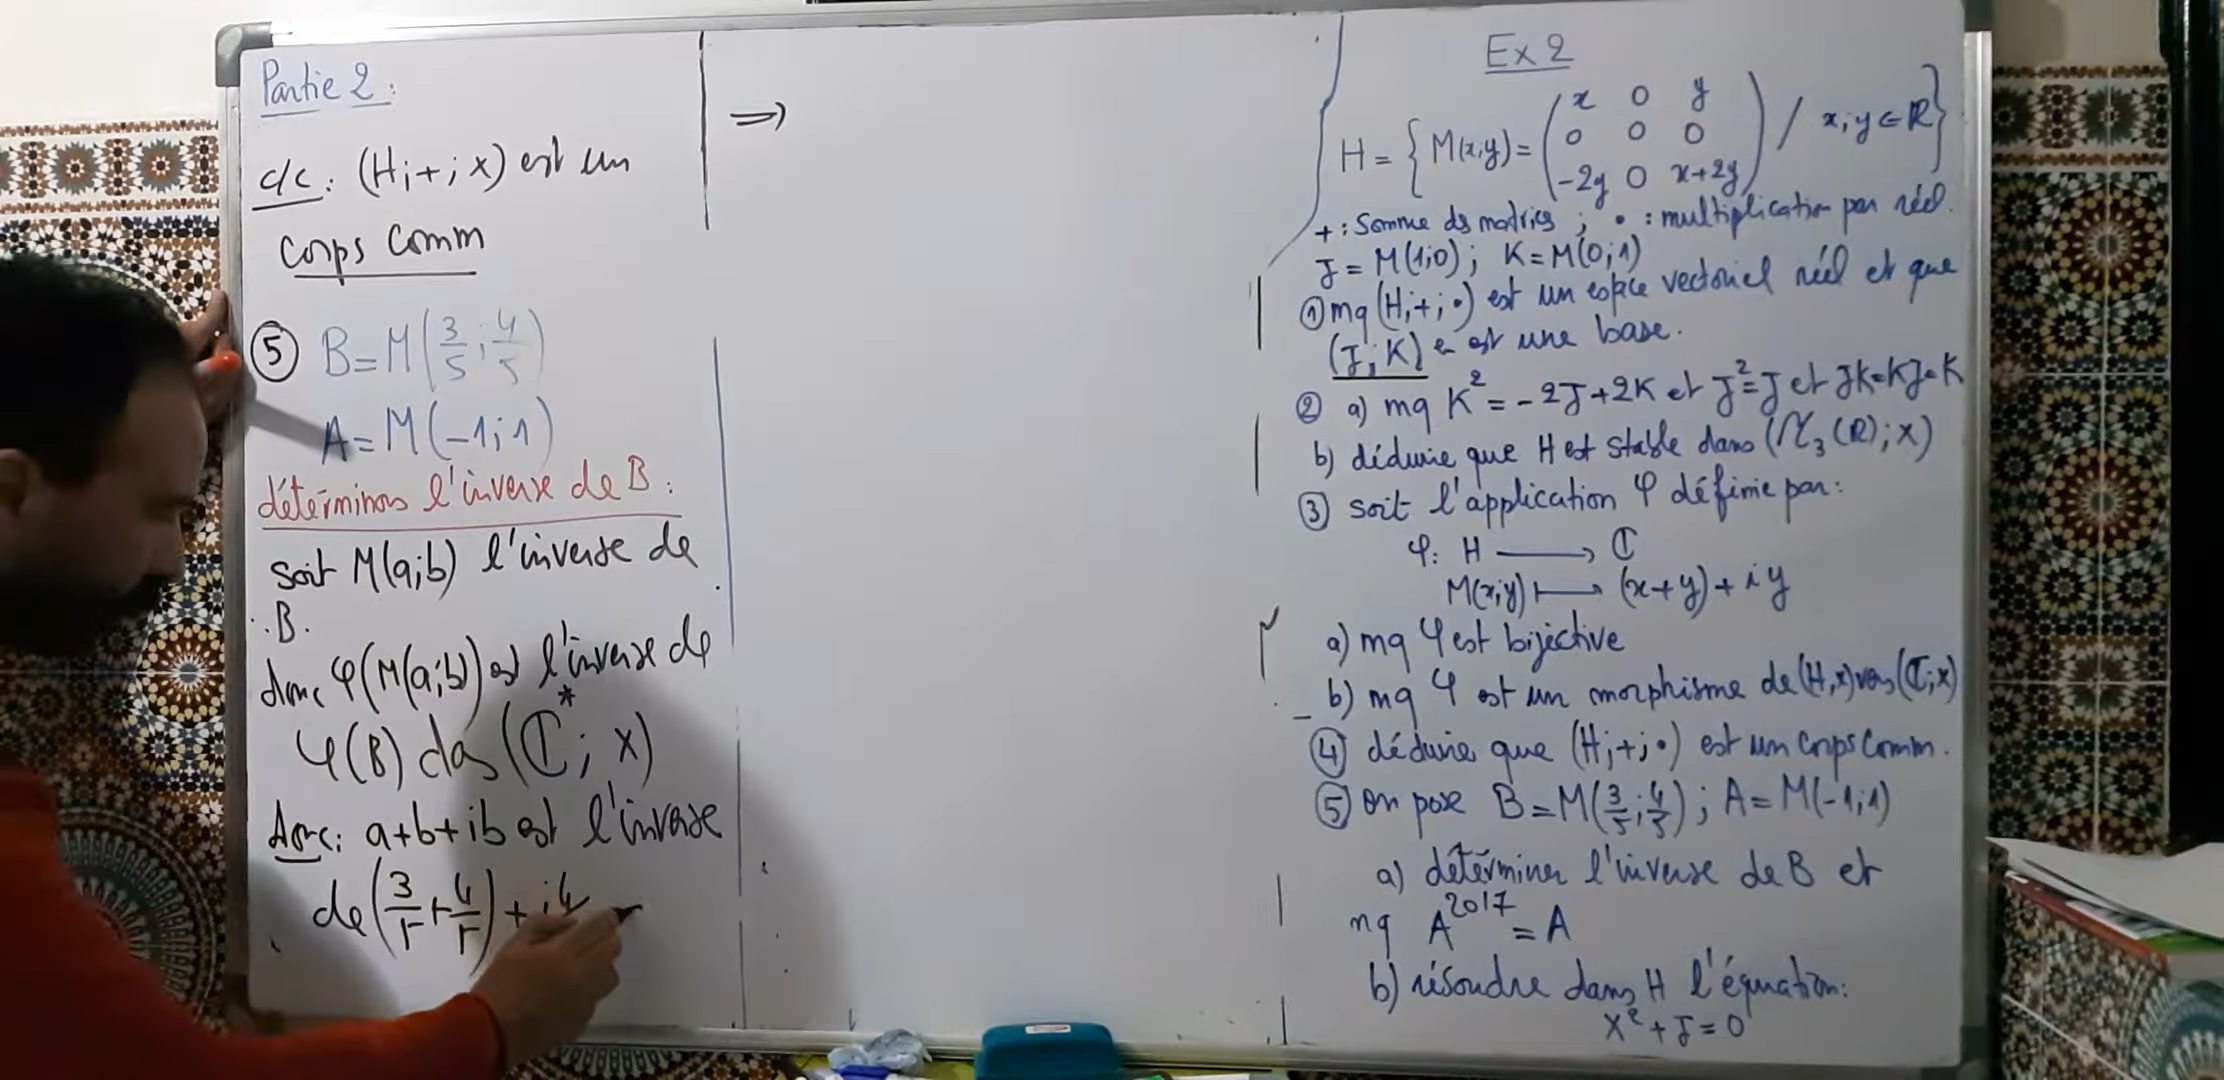 Partie 2 :
c/c : (H;+;×) est un
Corps Comm
⑤ B = M(3/5 ; 4/5)
A = M(-1;1)
détérminons l'inverse de B :
soit M(a;b) l'inverse de
B.
donc φ(M(a;b)) est l'inverse de
φ(B) das (ℂ*; ×)
donc: a+b+ib est l'inverse
de (3/5 + 4/5) + i4
⇒
Ex 2
H = { M(x;y) = ( x 0 y
0 0 0
-2y 0 x+2y ) / x;y ∈ ℝ }
+ : Somme ds matrices ; • : multiplication par réel.
J = M(1;0) ; K = M(0;1)
① mq (H;+;•) est un espace vectoriel réel et que
(J;K) en est une base.
② a) mq K² = -2J+2K et J²=J et JK=KJ=K
b) déduire que H est stable dans (M₃(ℝ);×)
③ soit l'application φ définie par :
φ: H ⟶ ℂ
M(x;y) ⟼ (x+y)+iy
a) mq φ est bijéctive
b) mq φ est un morphisme de (H,×) vers (ℂ;×)
④ déduire que (H;+;•) est un Corps Comm.
⑤ on pose B = M(3/5 ; 4/5) ; A = M(-1;1)
a) détérminer l'inverse de B et
mq A²⁰¹⁷ = A
b) résoudre dans H l'équation:
X² + J = 0